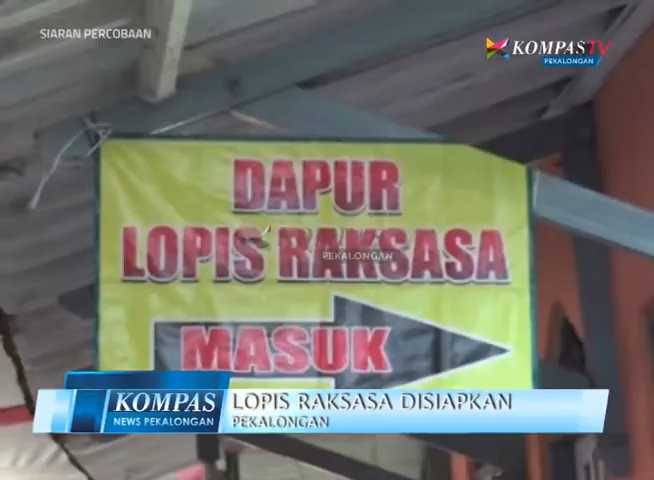 SIARAN PERCOBAAN
KOMPAS TV
PEKALONGAN
DAPUR
LOPIS RAKSASA
PEKALONGAN
MASUK
KOMPAS
NEWS PEKALONGAN
LOPIS RAKSASA DISIAPKAN
PEKALONGAN